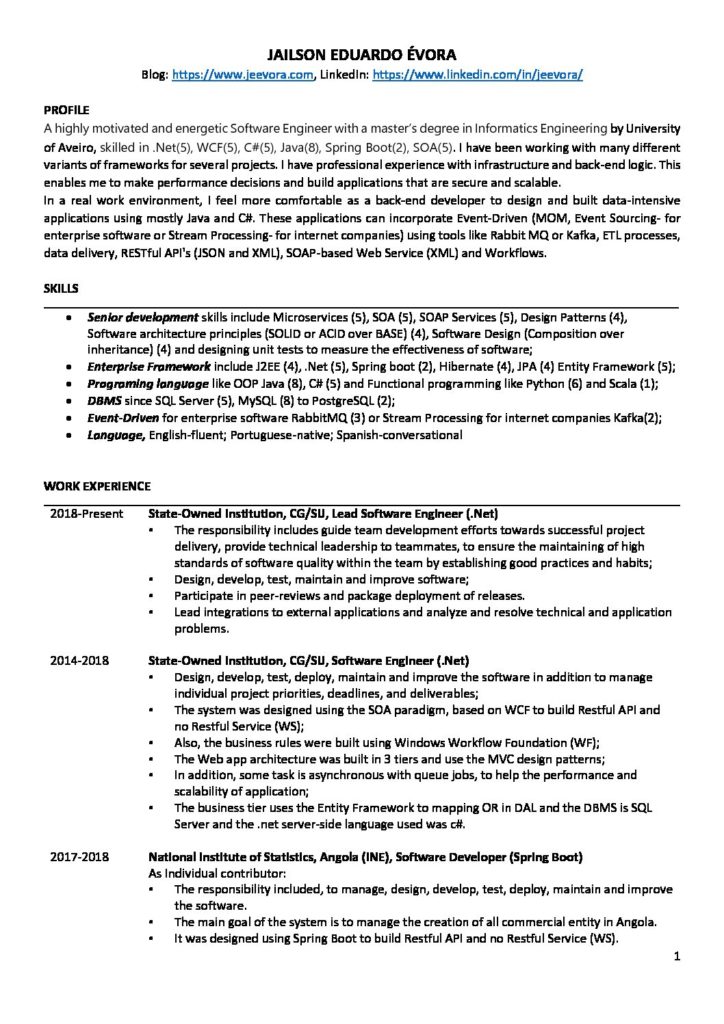 JAILSON EDUARDO ÉVORA
Blog: https://www.jeevora.com, LinkedIn: https://www.linkedin.com/in/jeevora/
PROFILE
A highly motivated and energetic Software Engineer with a master's degree in Informatics Engineering by University
of Aveiro, skilled in .Net(5), WCF(5), C#(5), Java(8), Spring Boot(2), SOA(5). I have been working with many different
variants of frameworks for several projects. I have professional experience with infrastructure and back-end logic. This
enables me to make performance decisions and build applications that are secure and scalable.
In a real work environment, I feel more comfortable as a back-end developer to design and built data-intensive
applications using mostly Java and C#. These applications can incorporate Event-Driven (MOM, Event Sourcing- for
enterprise software or Stream Processing- for internet companies) using tools like Rabbit MQ or Kafka, ETL processes,
data delivery, RESTful API's (JSON and XML), SOAP-based Web Service (XML) and Workflows.
SKILLS
• Senior development skills include Microservices (5), SOA (5), SOAP Services (5), Design Patterns (4),
Software architecture principles (SOLID or ACID over BASE) (4), Software Design (Composition over
inheritance) (4) and designing unit tests to measure the effectiveness of software;
• Enterprise Framework include J2EE (4), .Net (5), Spring boot (2), Hibernate (4), JPA (4) Entity Framework (5);
• Programing language like OOP Java (8), C# (5) and Functional programming like Python (6) and Scala (1);
• DBMS since SQL Server (5), MySQL (8) to PostgreSQL (2);
• Event-Driven for enterprise software RabbitMQ (3) or Stream Processing for internet companies Kafka(2);
• Language, English-fluent; Portuguese-native; Spanish-conversational
WORK EXPERIENCE
2018-Present State-Owned Institution, CG/SIJ, Lead Software Engineer (.Net)
▪ The responsibility includes guide team development efforts towards successful project
delivery, provide technical leadership to teammates, to ensure the maintaining of high
standards of software quality within the team by establishing good practices and habits;
▪ Design, develop, test, maintain and improve software;
▪ Participate in peer-reviews and package deployment of releases.
▪ Lead integrations to external applications and analyze and resolve technical and application
problems.
2014-2018 State-Owned Institution, CG/SIJ, Software Engineer (.Net)
▪ Design, develop, test, deploy, maintain and improve the software in addition to manage
individual project priorities, deadlines, and deliverables;
▪ The system was designed using the SOA paradigm, based on WCF to build Restful API and
no Restful Service (WS);
▪ Also, the business rules were built using Windows Workflow Foundation (WF);
▪ The Web app architecture was built in 3 tiers and use the MVC design patterns;
▪ In addition, some task is asynchronous with queue jobs, to help the performance and
scalability of application;
▪ The business tier uses the Entity Framework to mapping OR in DAL and the DBMS is SQL
Server and the .net server-side language used was c#.
2017-2018 National Institute of Statistics, Angola (INE), Software Developer (Spring Boot)
As Individual contributor:
▪ The responsibility included, to manage, design, develop, test, deploy, maintain and improve
the software.
▪ The main goal of the system is to manage the creation of all commercial entity in Angola.
▪ It was designed using Spring Boot to build Restful API and no Restful Service (WS).
1